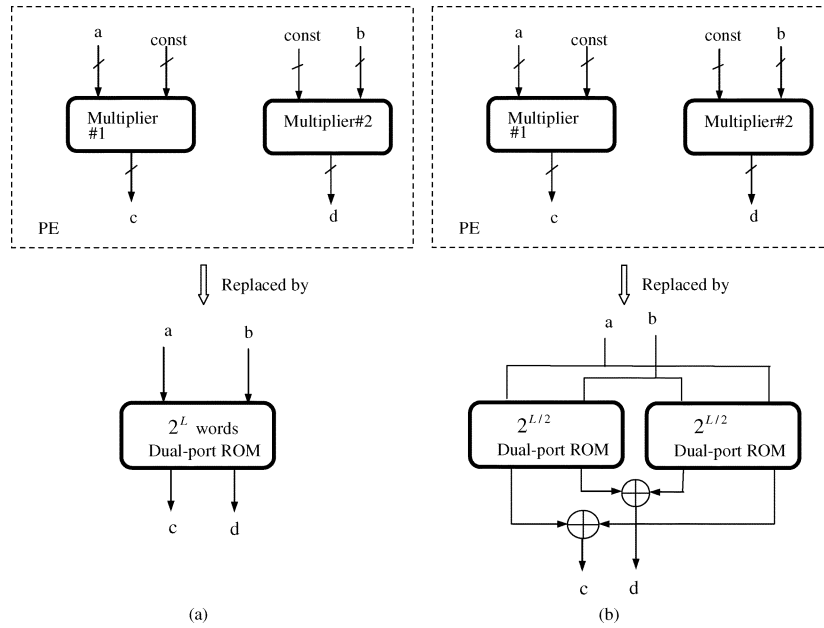 a
const
const
b
Multiplier
#1
Multiplier#2
c
d
PE
Replaced by
a
b
2^L words
Dual-port ROM
c
d
(a)
a
const
const
b
Multiplier
#1
Multiplier#2
c
d
PE
Replaced by
a
b
2^{L/2}
Dual-port ROM
2^{L/2}
Dual-port ROM
c
d
(b)